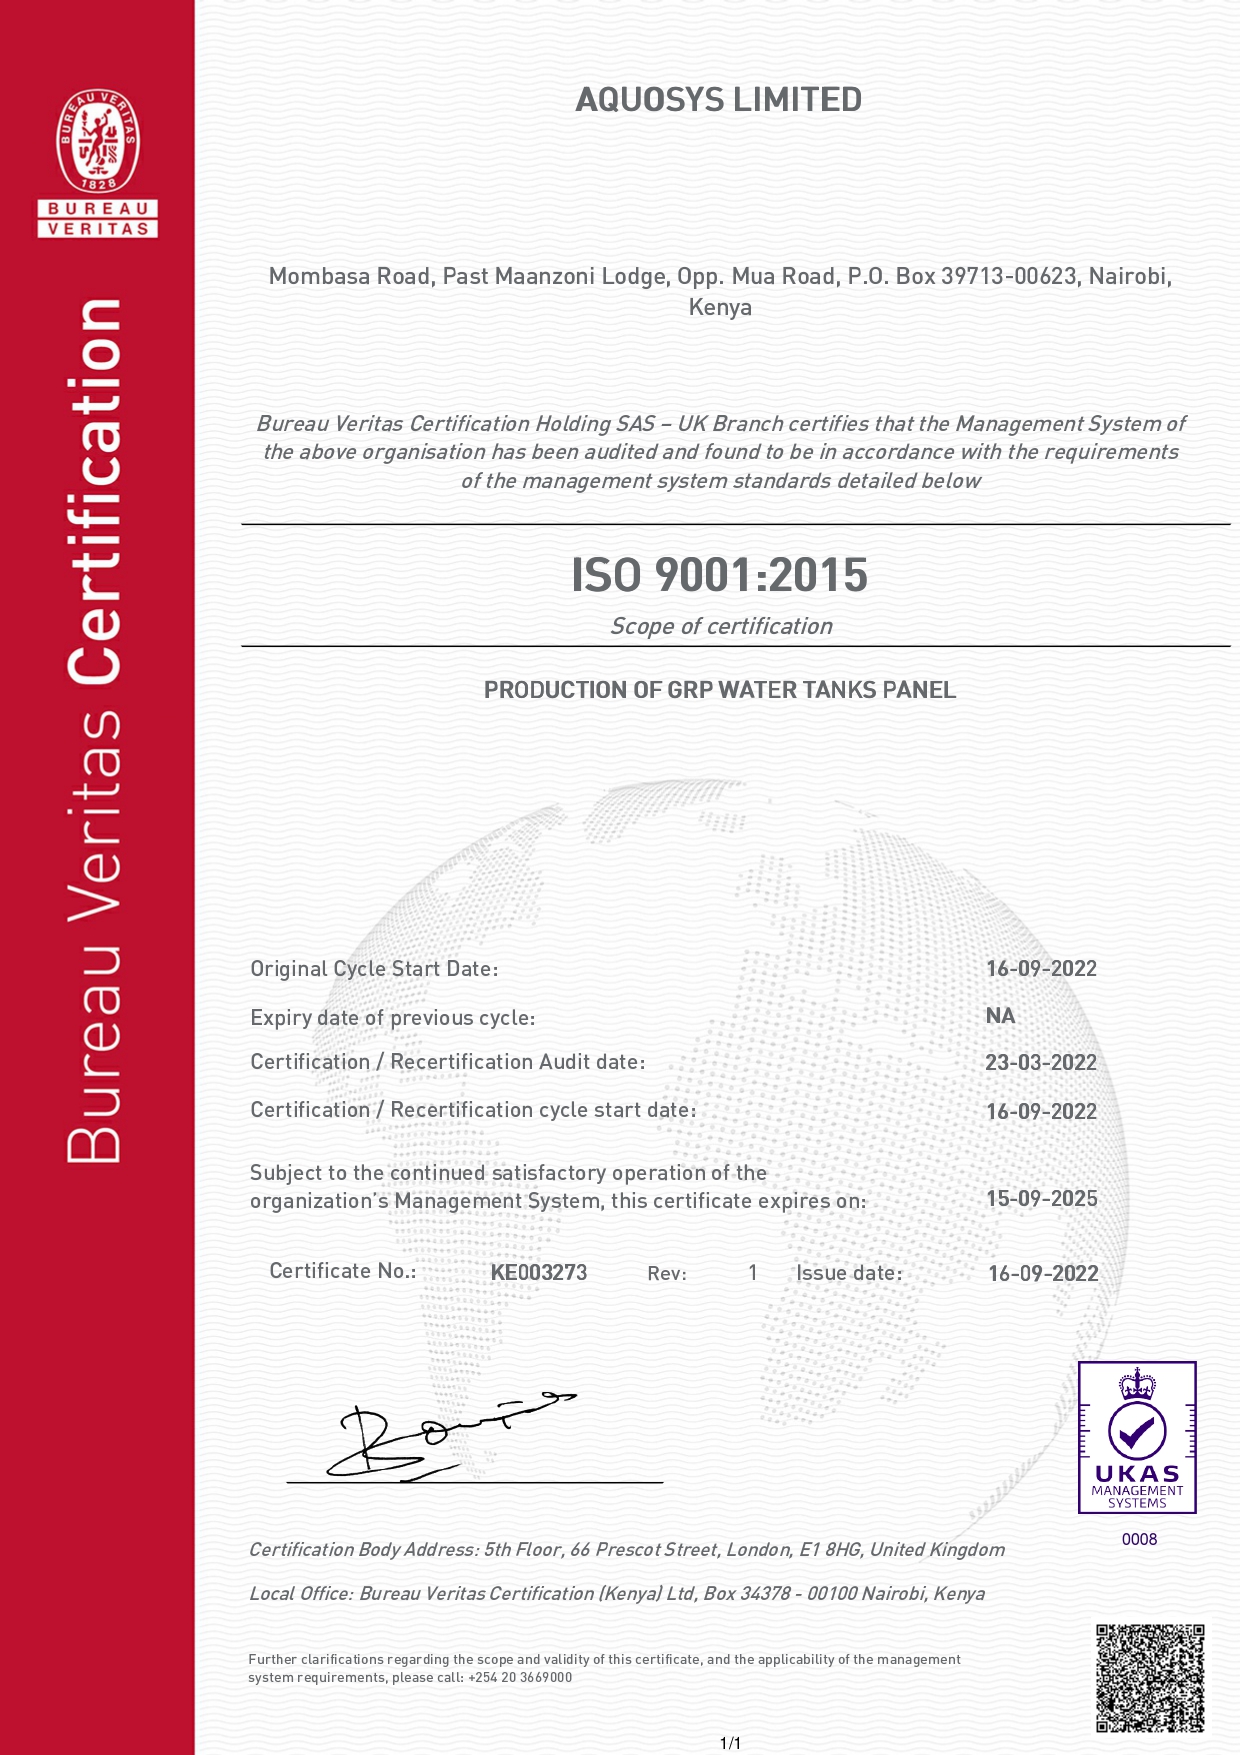 BUREAU VERITAS
1828
BUREAU
VERITAS
Bureau Veritas Certification
AQUOSYS LIMITED
Mombasa Road, Past Maanzoni Lodge, Opp. Mua Road, P.O. Box 39713-00623, Nairobi,
Kenya
Bureau Veritas Certification Holding SAS – UK Branch certifies that the Management System of
the above organisation has been audited and found to be in accordance with the requirements
of the management system standards detailed below
ISO 9001:2015
Scope of certification
PRODUCTION OF GRP WATER TANKS PANEL
Original Cycle Start Date: 16-09-2022
Expiry date of previous cycle: NA
Certification / Recertification Audit date: 23-03-2022
Certification / Recertification cycle start date: 16-09-2022
Subject to the continued satisfactory operation of the
organization's Management System, this certificate expires on: 15-09-2025
Certificate No.: KE003273 Rev: 1 Issue date: 16-09-2022
UKAS
MANAGEMENT
SYSTEMS
0008
Certification Body Address: 5th Floor, 66 Prescot Street, London, E1 8HG, United Kingdom
Local Office: Bureau Veritas Certification (Kenya) Ltd, Box 34378 - 00100 Nairobi, Kenya
Further clarifications regarding the scope and validity of this certificate, and the applicability of the management
system requirements, please call: +254 20 3669000
1/1